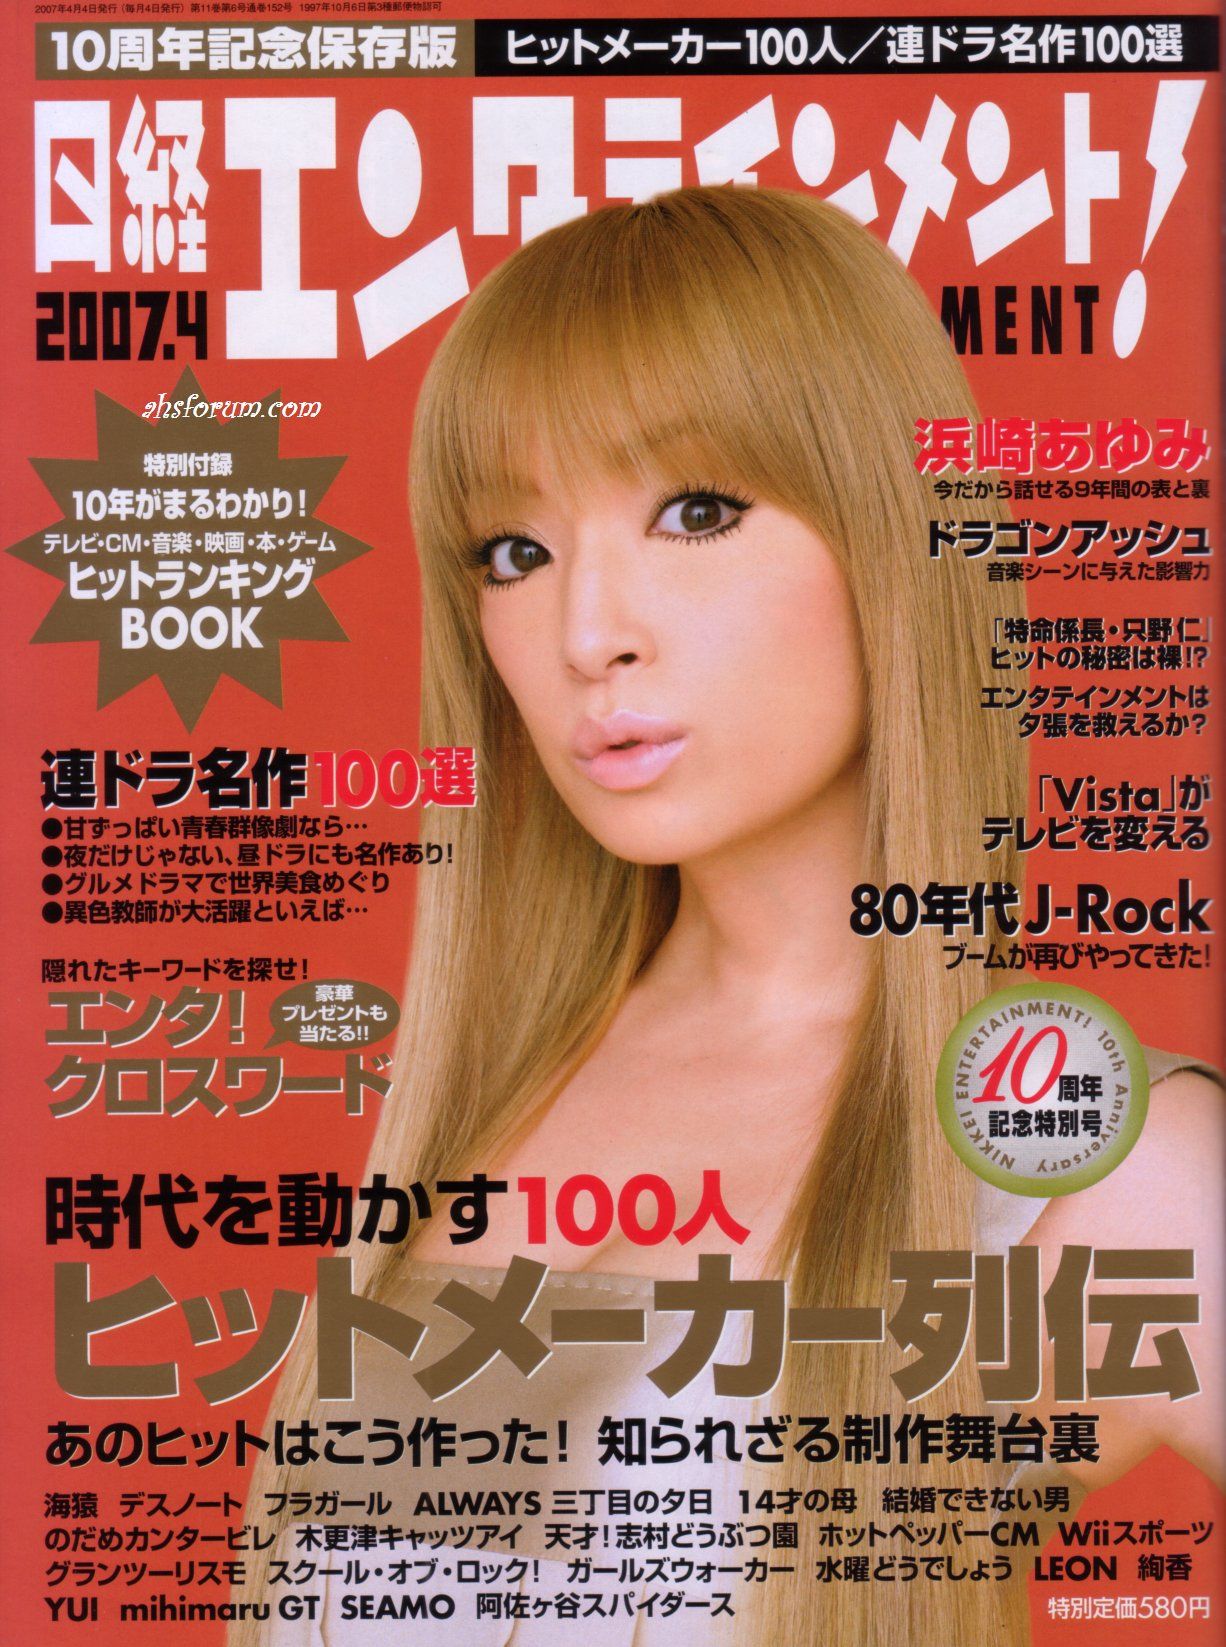 2007年4月4日発行(毎月4日発行) 第11巻第6号通巻152号 1997年10月6日第3種郵便物認可
10周年記念保存版
ヒットメーカー100人/連ドラ名作100選
日経エンタテインメント!
2007.4
MENT
ahsforum.com
特別付録
10年がまるわかり!
テレビ・CM・音楽・映画・本・ゲーム
ヒットランキング
BOOK
浜崎あゆみ
今だから話せる9年間の表と裏
ドラゴンアッシュ
音楽シーンに与えた影響力
「特命係長・只野仁」
ヒットの秘密は裸!?
エンタテインメントは
夕張を救えるか?
「Vista」が
テレビを変える
80年代 J-Rock
ブームが再びやってきた!
連ドラ名作100選
●甘ずっぱい青春群像劇なら…
●夜だけじゃない、昼ドラにも名作あり!
●グルメドラマで世界美食めぐり
●異色教師が大活躍といえば…
隠れたキーワードを探せ!
エンタ!
クロスワード
豪華
プレゼントも
当たる!!
NIKKEI ENTERTAINMENT! 10th Anniversary
10周年
記念特別号
時代を動かす100人
ヒットメーカー列伝
あのヒットはこう作った! 知られざる制作舞台裏
海猿 デスノート フラガール ALWAYS 三丁目の夕日 14才の母 結婚できない男
のだめカンタービレ 木更津キャッツアイ 天才!志村どうぶつ園 ホットペッパーCM Wiiスポーツ
グランツーリスモ スクール・オブ・ロック! ガールズウォーカー 水曜どうでしょう LEON 絢香
YUI mihimaru GT SEAMO 阿佐ヶ谷スパイダース
特別定価580円